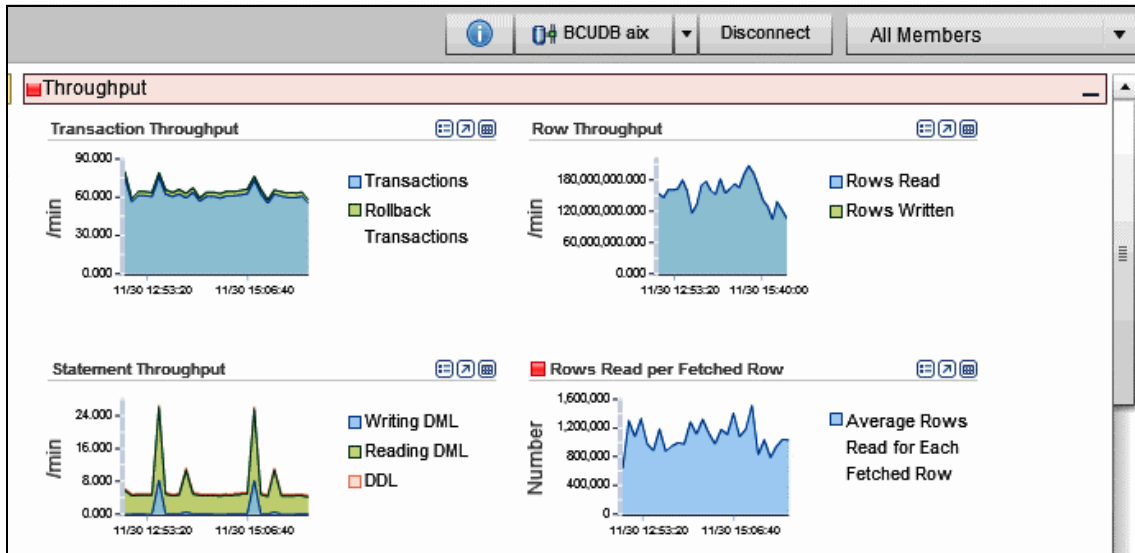 BCUDB aix
Disconnect
All Members
Throughput
Transaction Throughput
90.000
60.000
30.000
0.000
/min
11/30 12:53:20
11/30 15:06:40
Transactions
Rollback
Transactions
Row Throughput
180,000,000.000
120,000,000.000
60,000,000.000
0.000
/min
11/30 12:53:20
11/30 15:40:00
Rows Read
Rows Written
Statement Throughput
24.000
16.000
8.000
0.000
/min
11/30 12:53:20
11/30 15:06:40
Writing DML
Reading DML
DDL
Rows Read per Fetched Row
1,600,000
1,200,000
800,000
400,000
0
Number
11/30 12:53:20
11/30 15:06:40
Average Rows
Read for Each
Fetched Row